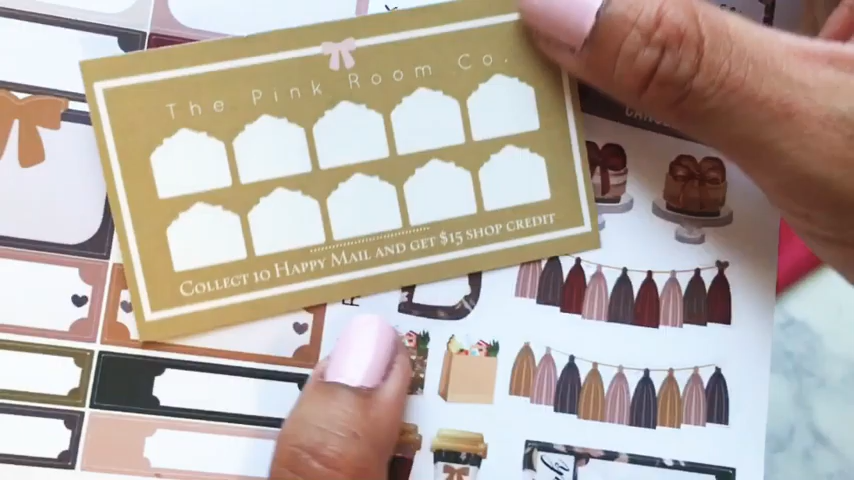 The Pink Room Co.
Collect 10 Happy Mail and get $15 shop credit